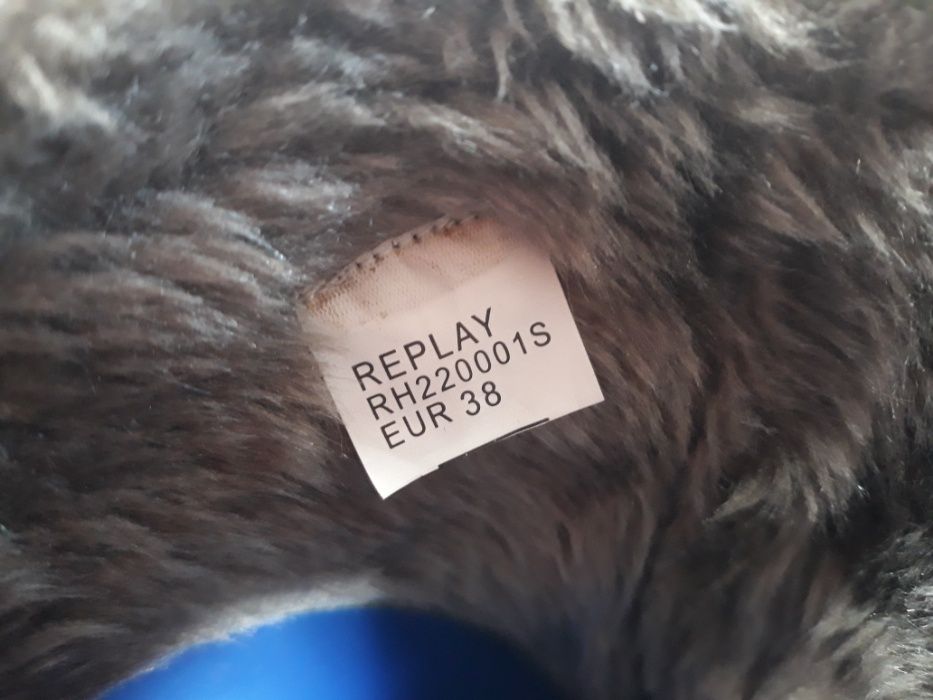 REPLAY
RH220001S
EUR 38